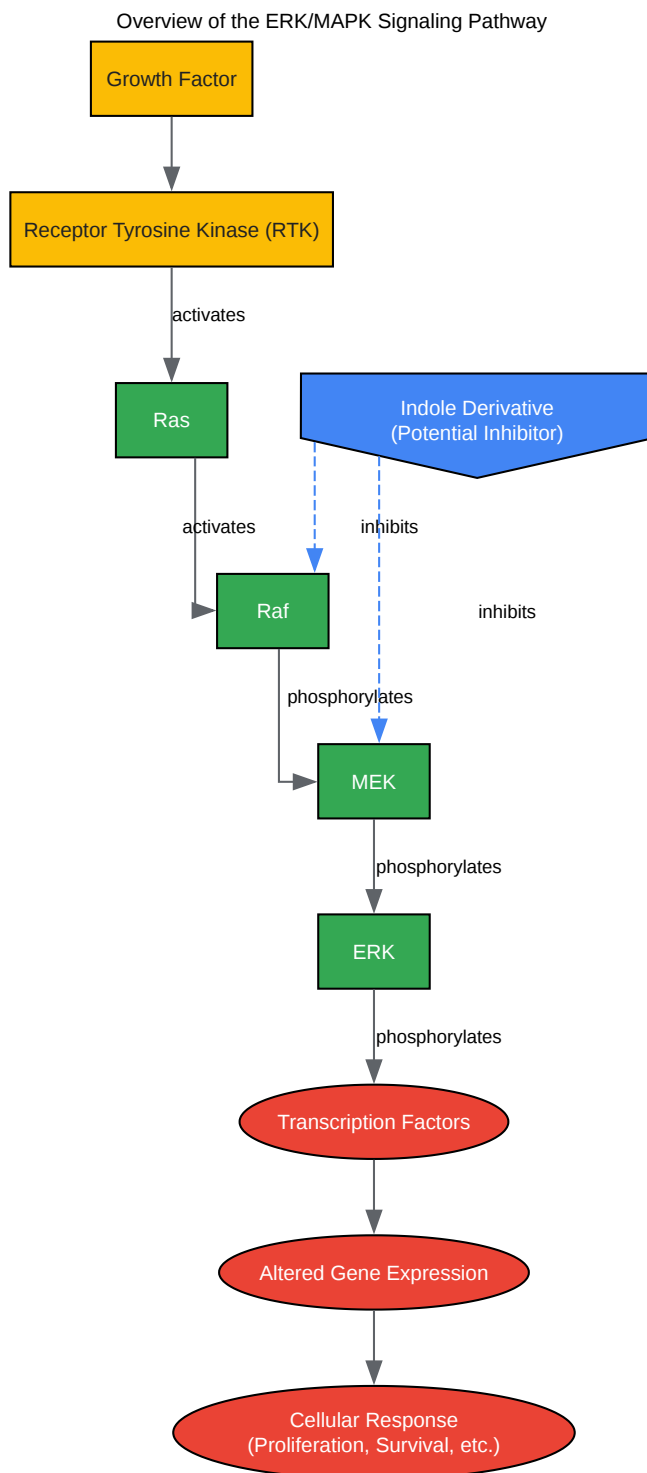 Overview of the ERK/MAPK Signaling Pathway
Growth Factor
Receptor Tyrosine Kinase (RTK)
activates
Ras
Indole Derivative
(Potential Inhibitor)
activates
inhibits
Raf
inhibits
phosphorylates
MEK
phosphorylates
ERK
phosphorylates
Transcription Factors
Altered Gene Expression
Cellular Response
(Proliferation, Survival, etc.)